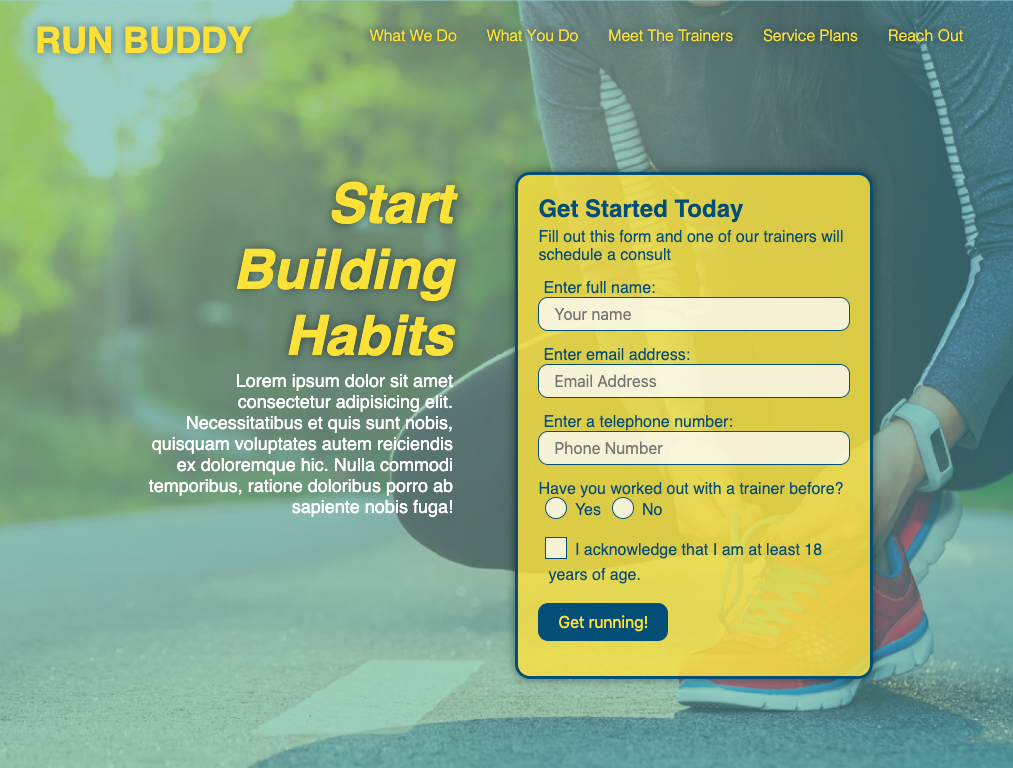 RUN BUDDY
What We Do
What You Do
Meet The Trainers
Service Plans
Reach Out
Start
Building
Habits
Lorem ipsum dolor sit amet
consectetur adipisicing elit.
Necessitatibus et quis sunt nobis,
quisquam voluptates autem reiciendis
ex doloremque hic. Nulla commodi
temporibus, ratione doloribus porro ab
sapiente nobis fuga!
Get Started Today
Fill out this form and one of our trainers will
schedule a consult
Enter full name:
Your name
Enter email address:
Email Address
Enter a telephone number:
Phone Number
Have you worked out with a trainer before?
Yes No
I acknowledge that I am at least 18
years of age.
Get running!